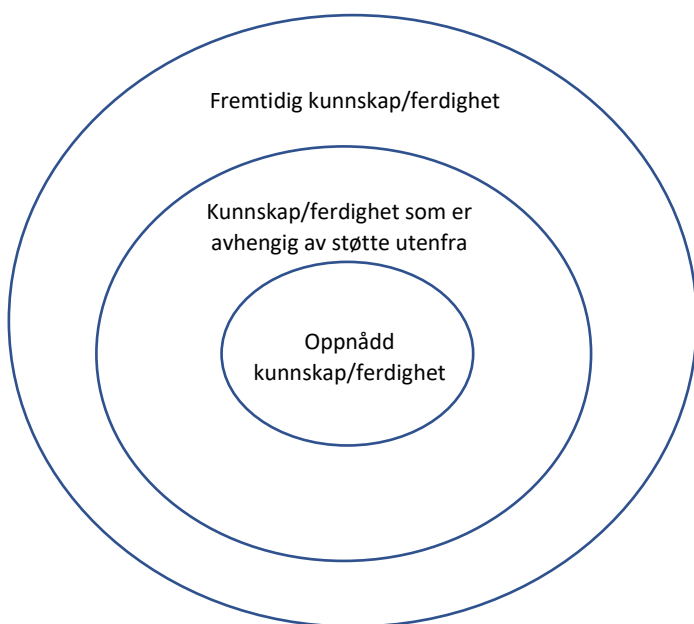 Fremtidig kunnskap/ferdighet
Kunnskap/ferdighet som er
avhengig av støtte utenfra
Oppnådd
kunnskap/ferdighet